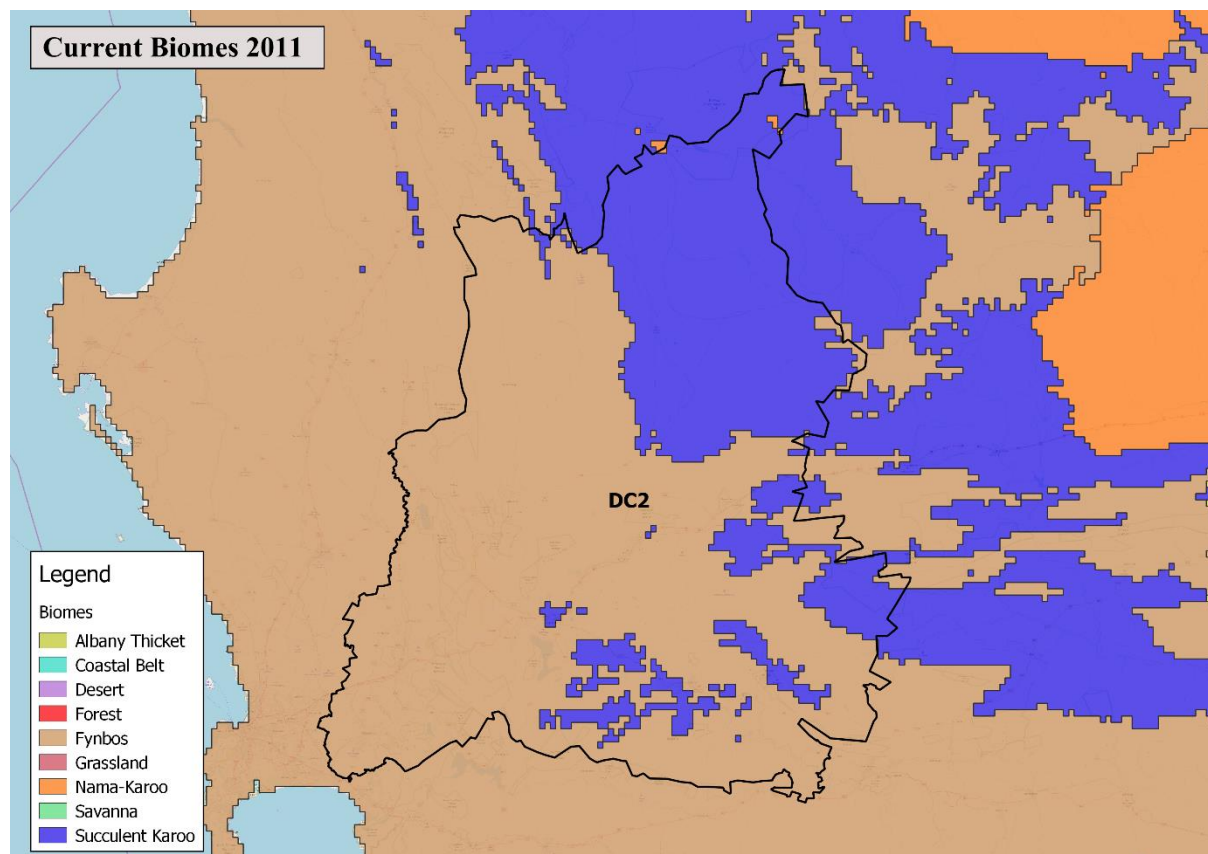 Current Biomes 2011
DC2
Legend
Biomes
Albany Thicket
Coastal Belt
Desert
Forest
Fynbos
Grassland
Nama-Karoo
Savanna
Succulent Karoo